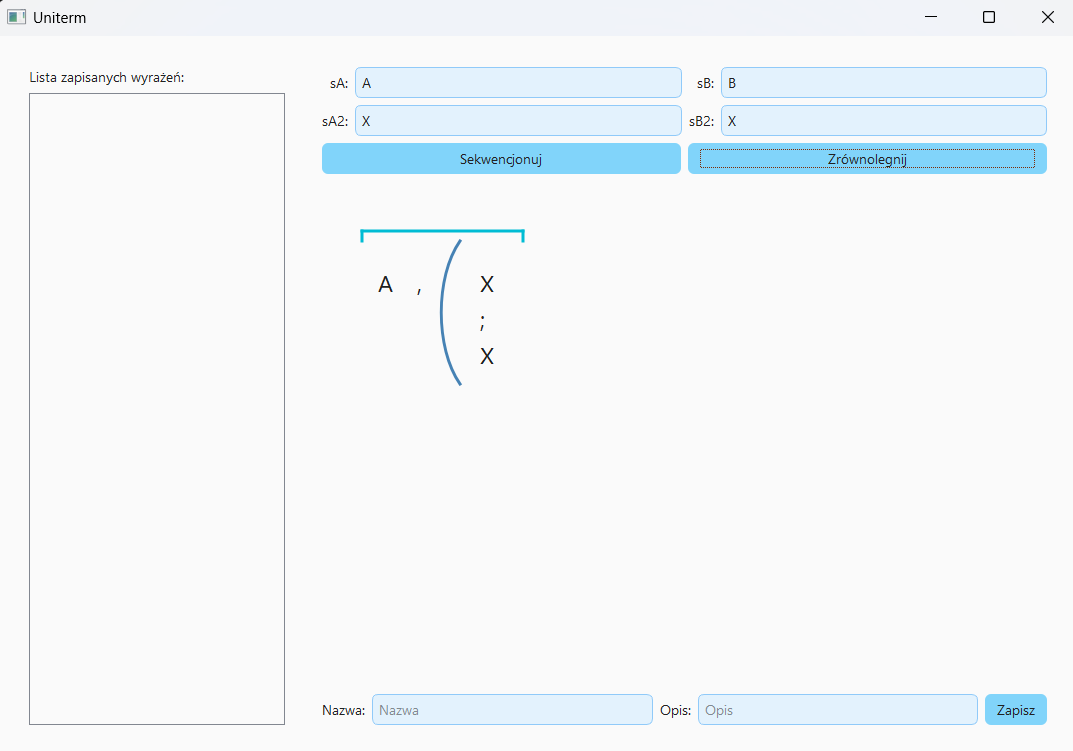 Uniterm
Lista zapisanych wyrażeń:
sA: A sB: B
sA2: X sB2: X
Sekwencjonuj Zrównolegnij
A , X
;
X
Nazwa: Nazwa Opis: Opis Zapisz